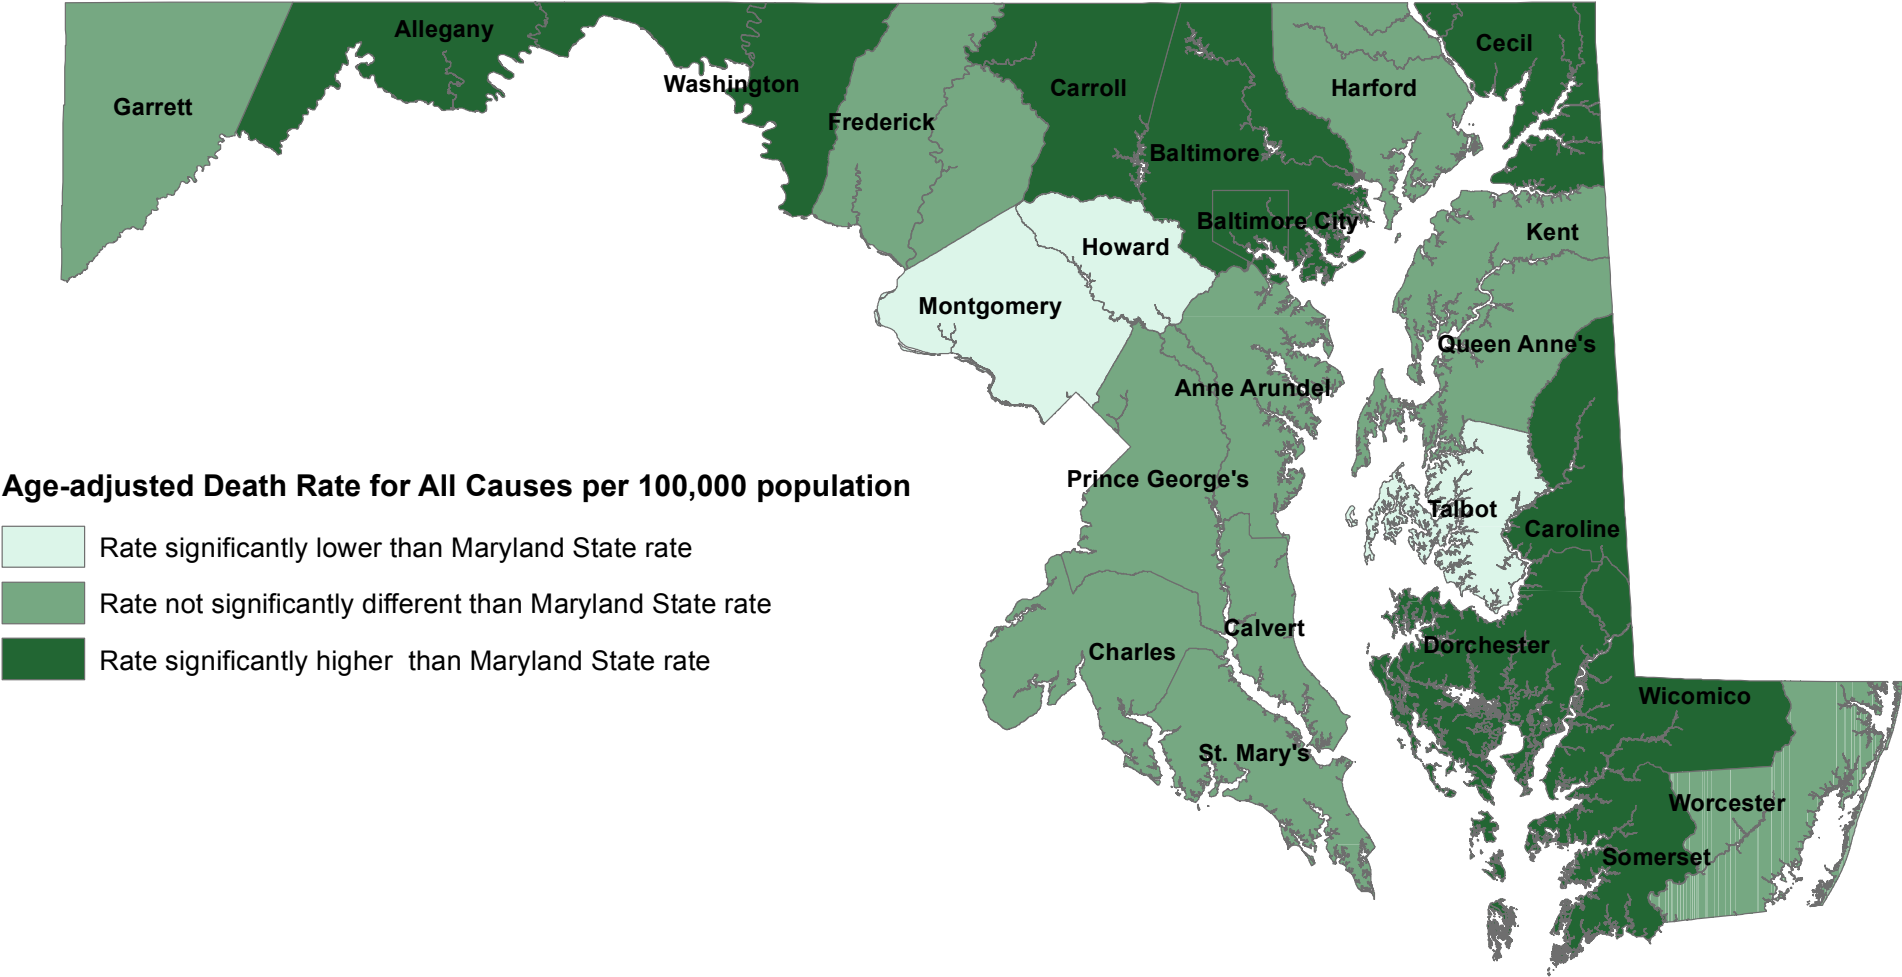 Allegany
Cecil
Washington
Carroll
Harford
Garrett
Frederick
Baltimore
Baltimore City
Kent
Howard
Montgomery
Queen Anne's
Anne Arundel
Prince George's
Age-adjusted Death Rate for All Causes per 100,000 population
Talbot
Caroline
Rate significantly lower than Maryland State rate
Rate not significantly different than Maryland State rate
Rate significantly higher  than Maryland State rate
Calvert
Dorchester
Charles
Wicomico
St. Mary's
Worcester
Somerset